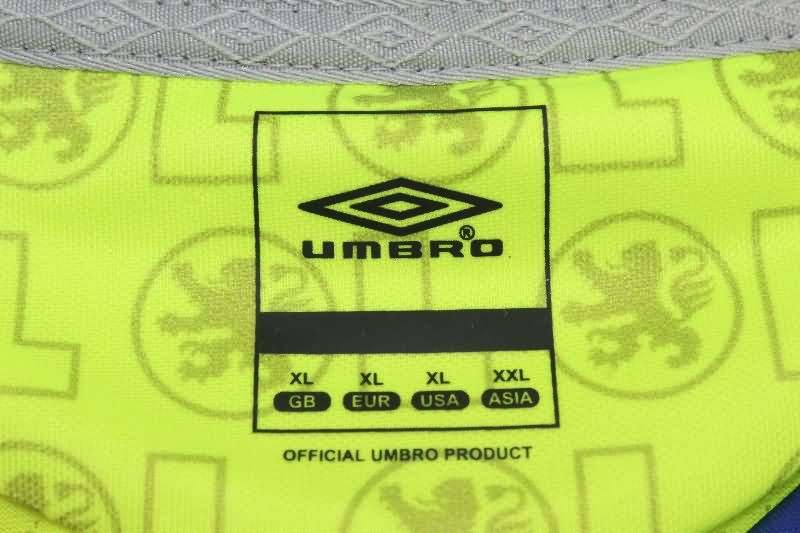 UMBRO®
XL XL XL XXL
GB EUR USA ASIA
OFFICIAL UMBRO PRODUCT